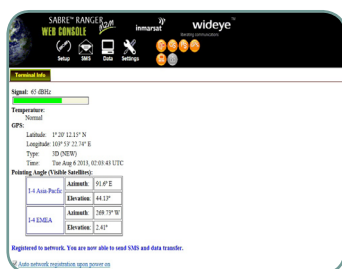 SABRE™ RANGER m2m
WEB CONSOLE
inmarsat
wideye™
Setup SMS Data Settings
Terminal Info
Signal: 65 dBHz
Temperature:
Normal
GPS:
Latitude: 1° 20' 12.15" N
Longitude: 103° 53' 22.74" E
Type: 3D (NEW)
Time: Tue Aug 6 2013, 02:03:43 UTC
Pointing Angle (Visible Satellites):
I-4 Asia-Pacific Azimuth: 91.6° E
Elevation: 44.13°
I-4 EMEA Azimuth: 269.73° W
Elevation: 2.41°
Registered to network. You are now able to send SMS and data transfer.
Auto network registration upon power on